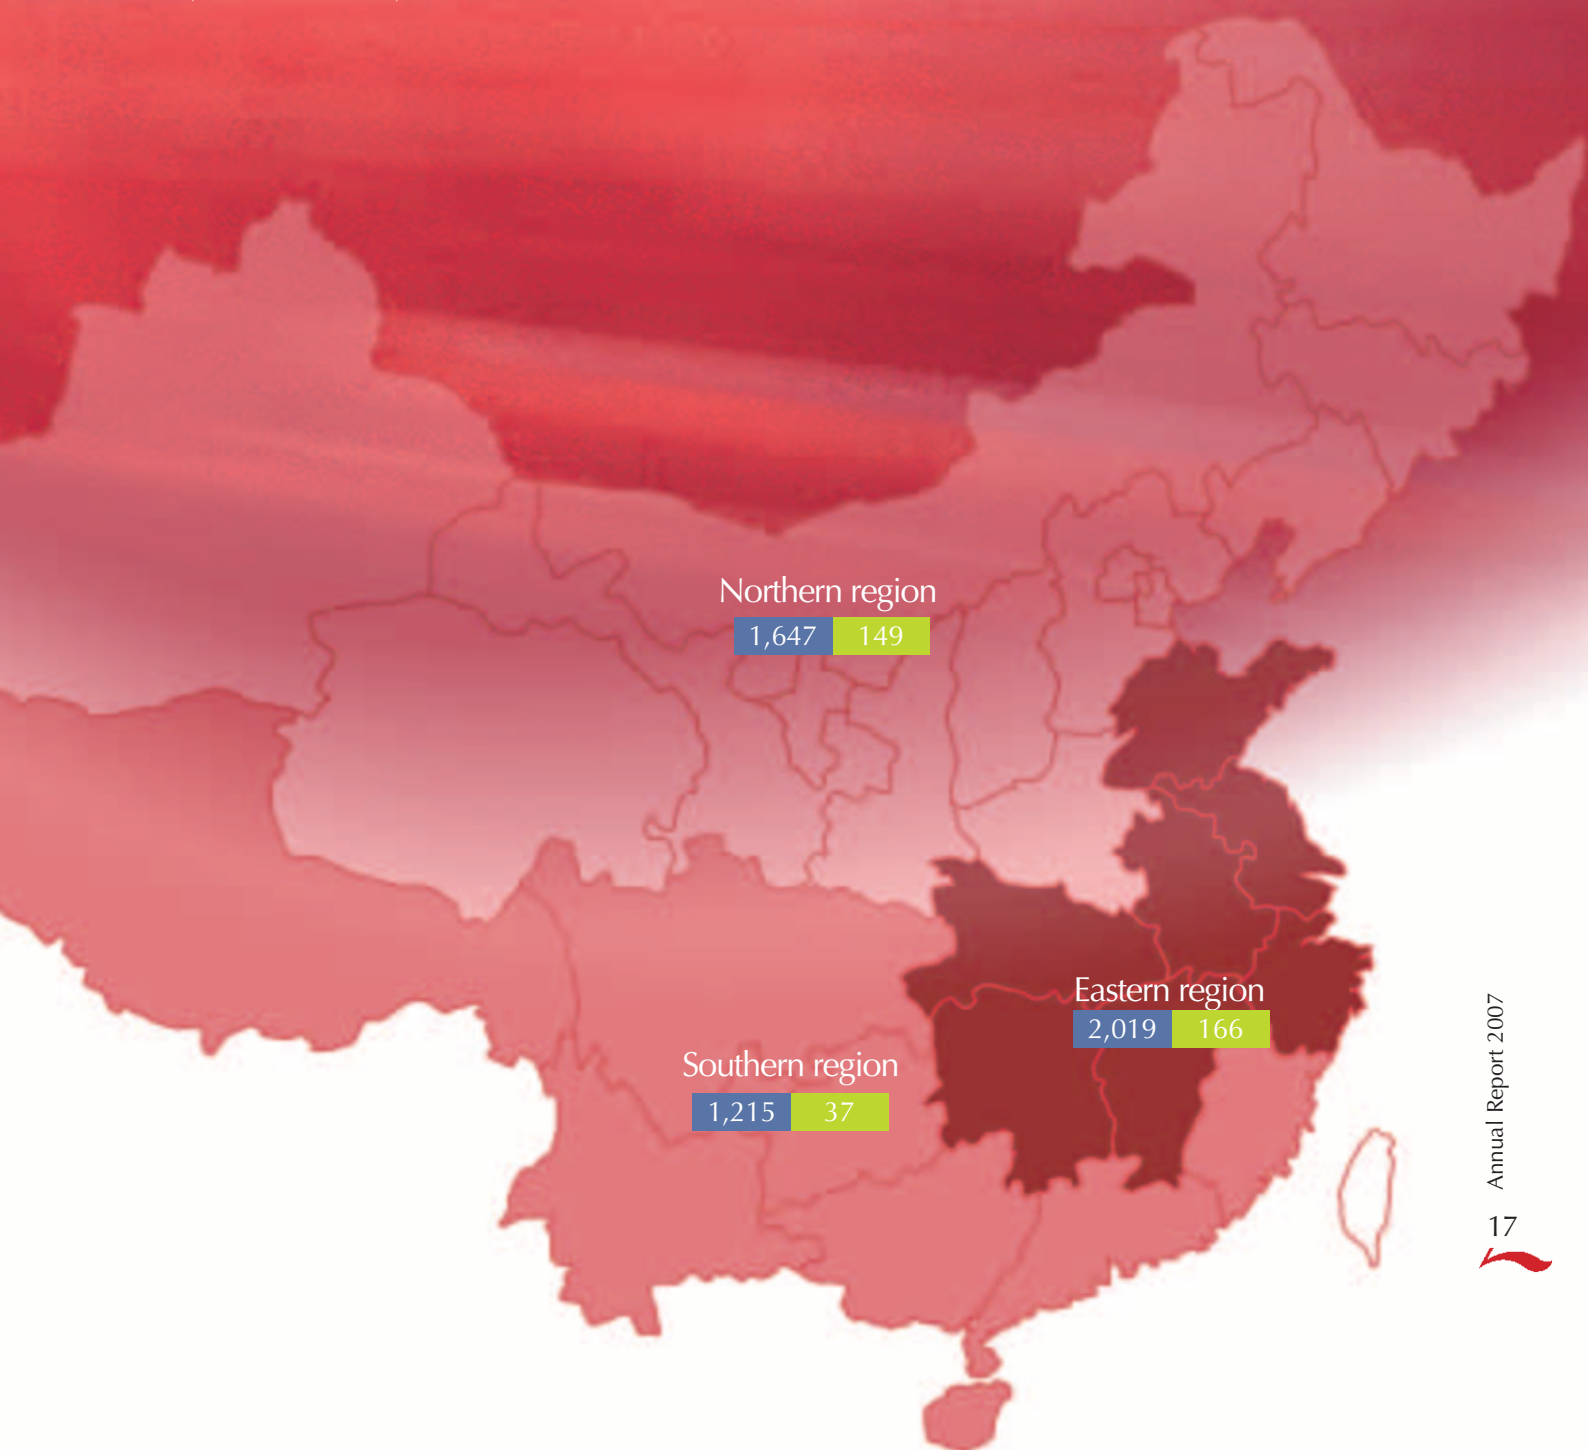 Northern region
1,647 149
Eastern region
2,019 166
Southern region
1,215 37
Annual Report 2007
17